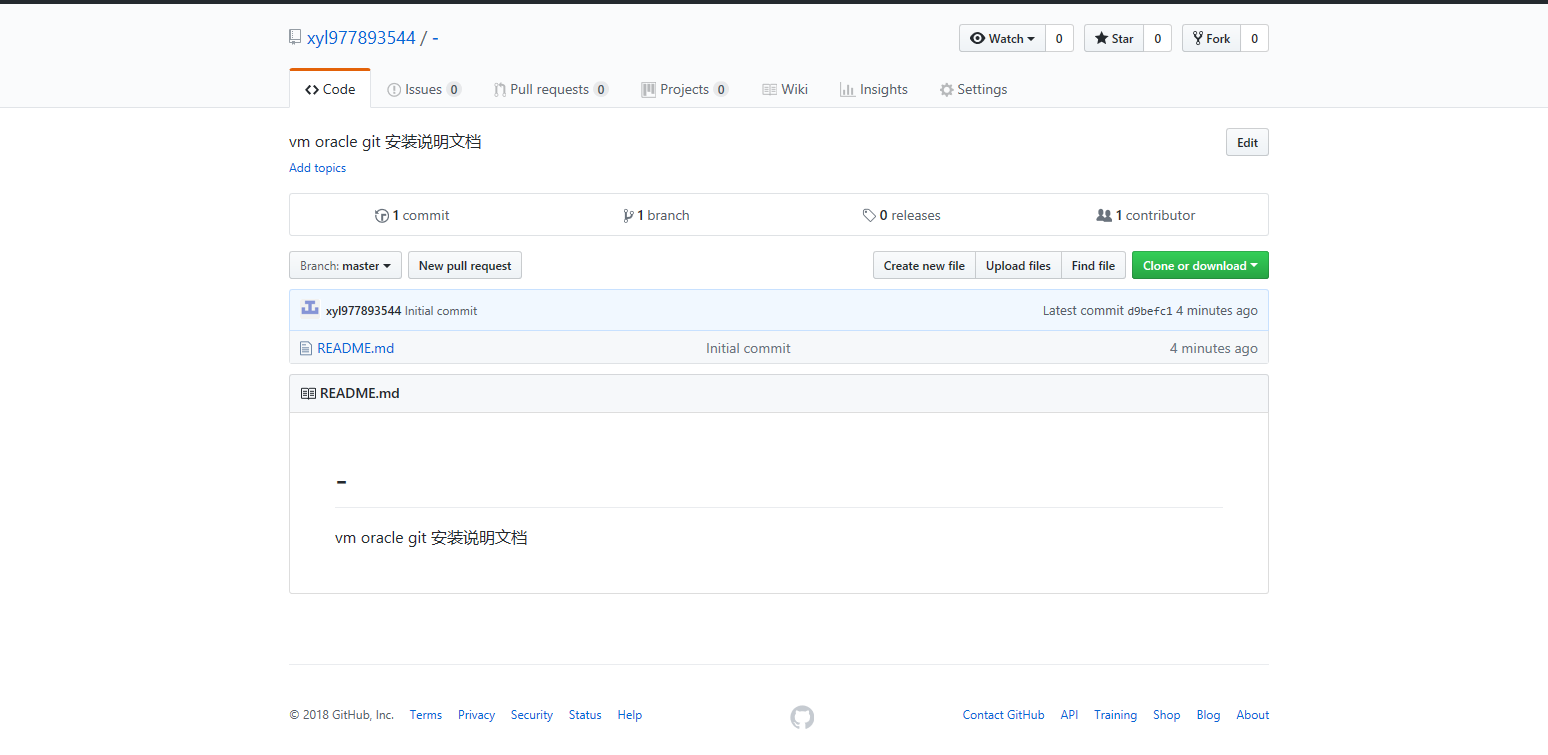 xyl977893544 / -
Watch 0 Star 0 Fork 0
Code Issues 0 Pull requests 0 Projects 0 Wiki Insights Settings
vm oracle git 安装说明文档 Edit
Add topics
1 commit 1 branch 0 releases 1 contributor
Branch: master New pull request Create new file Upload files Find file Clone or download
xyl977893544 Initial commit Latest commit d9befc1 4 minutes ago
README.md Initial commit 4 minutes ago
README.md
-
vm oracle git 安装说明文档
© 2018 GitHub, Inc. Terms Privacy Security Status Help Contact GitHub API Training Shop Blog About